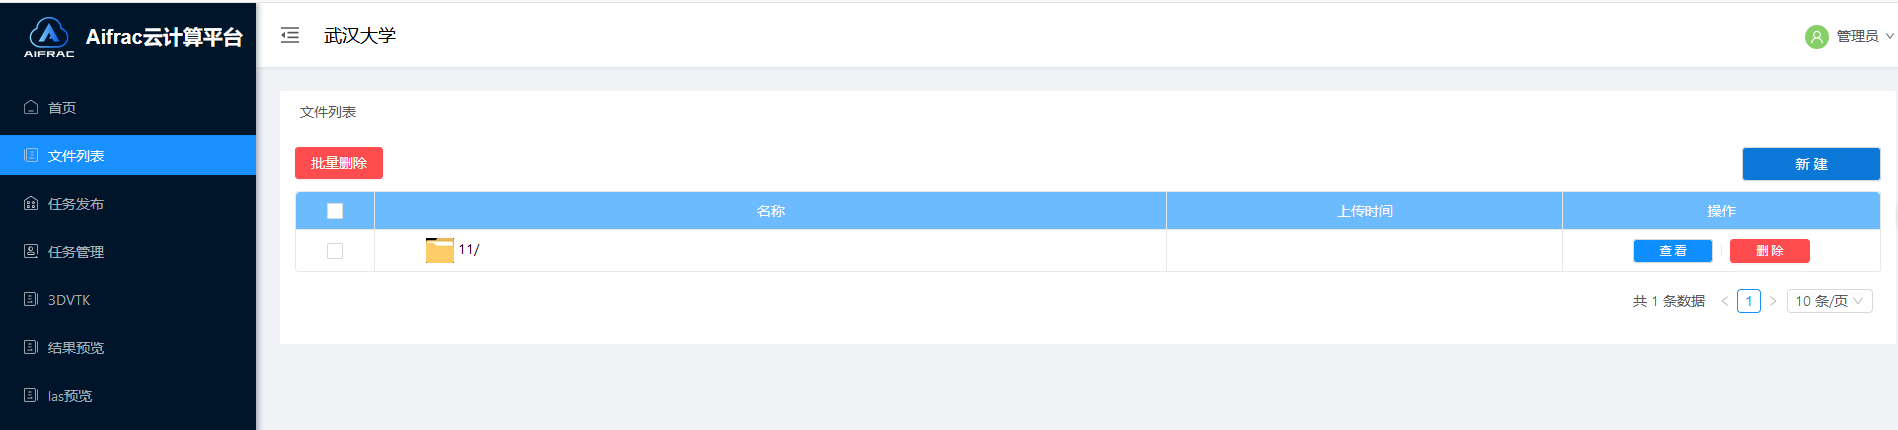 AIFRAC
Aifrac云计算平台
武汉大学
管理员
首页
文件列表
任务发布
任务管理
3DVTK
结果预览
las预览
文件列表
批量删除
新 建
名称 上传时间 操作
11/ 查 看 删 除
共 1 条数据 < 1 > 10 条/页